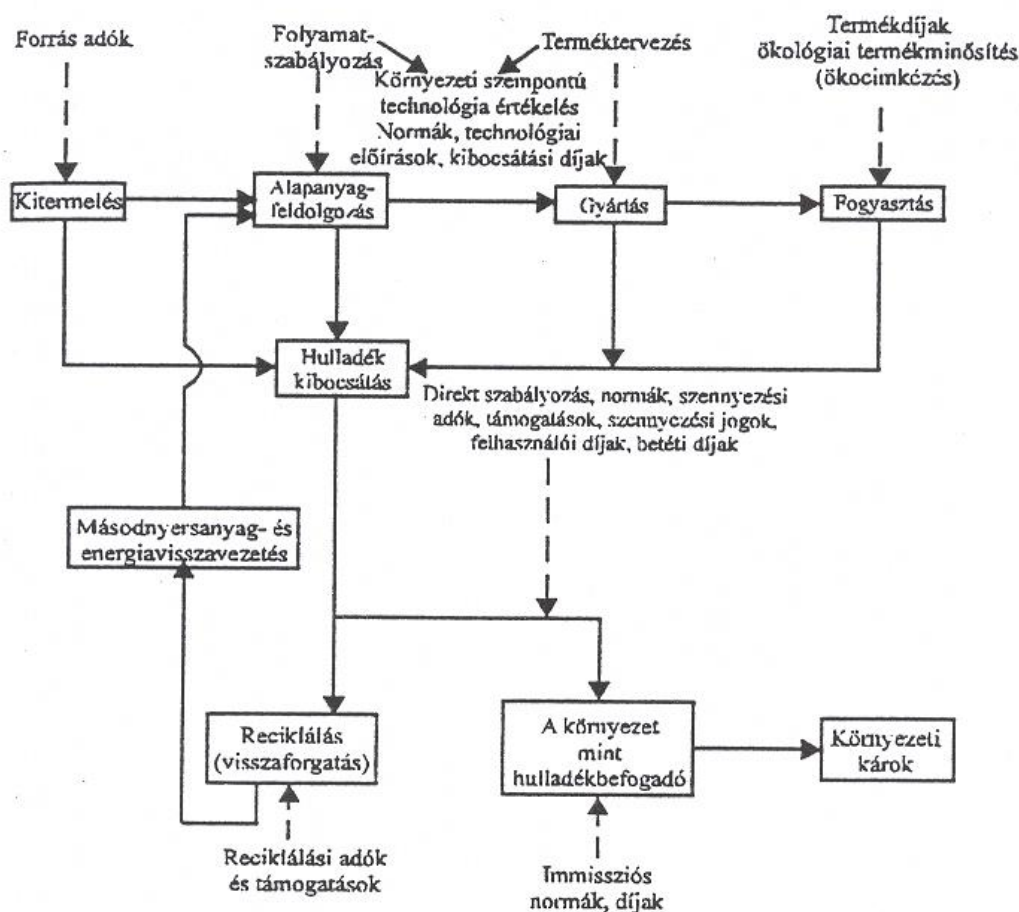 Forrás adók
Folyamat-
szabályozás
Terméktervezés
Termékdíjak
ökológiai termékminősítés
(ökocimkézés)
Környezeti szempontú
technológia értékelés
Normák, technológiai
előírások, kibocsátási díjak
Kitermelés
Alapanyag-
feldolgozás
Gyártás
Fogyasztás
Hulladék
kibocsátás
Direkt szabályozás, normák, szennyezési
adók, támogatások, szennyezési jogok,
felhasználói díjak, betéti díjak
Másodnyersanyag- és
energiavisszavezetés
Reciklálás
(visszaforgatás)
A környezet
mint
hulladékbefogadó
Környezeti
károk
Reciklálási adók
és támogatások
Immissziós
normák, díjak